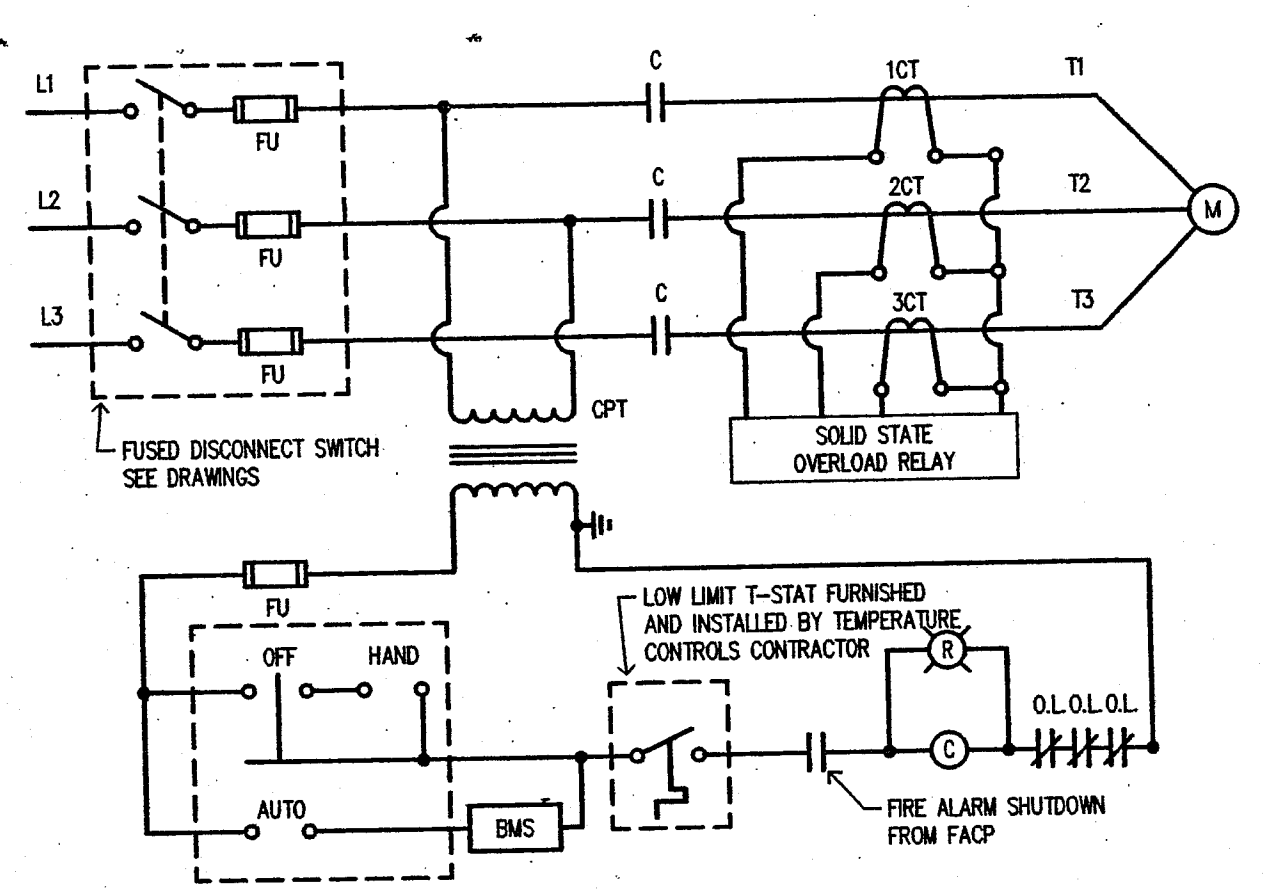 L1
C
1CT
T1
FU
L2
C
2CT
T2
M
FU
L3
C
3CT
T3
FU
CPT
FUSED DISCONNECT SWITCH
SEE DRAWINGS
SOLID STATE
OVERLOAD RELAY
FU
LOW LIMIT T-STAT FURNISHED
AND INSTALLED BY TEMPERATURE
CONTROLS CONTRACTOR
R
OFF
HAND
O.L.
O.L.
O.L.
C
AUTO
BMS
FIRE ALARM SHUTDOWN
FROM FACP